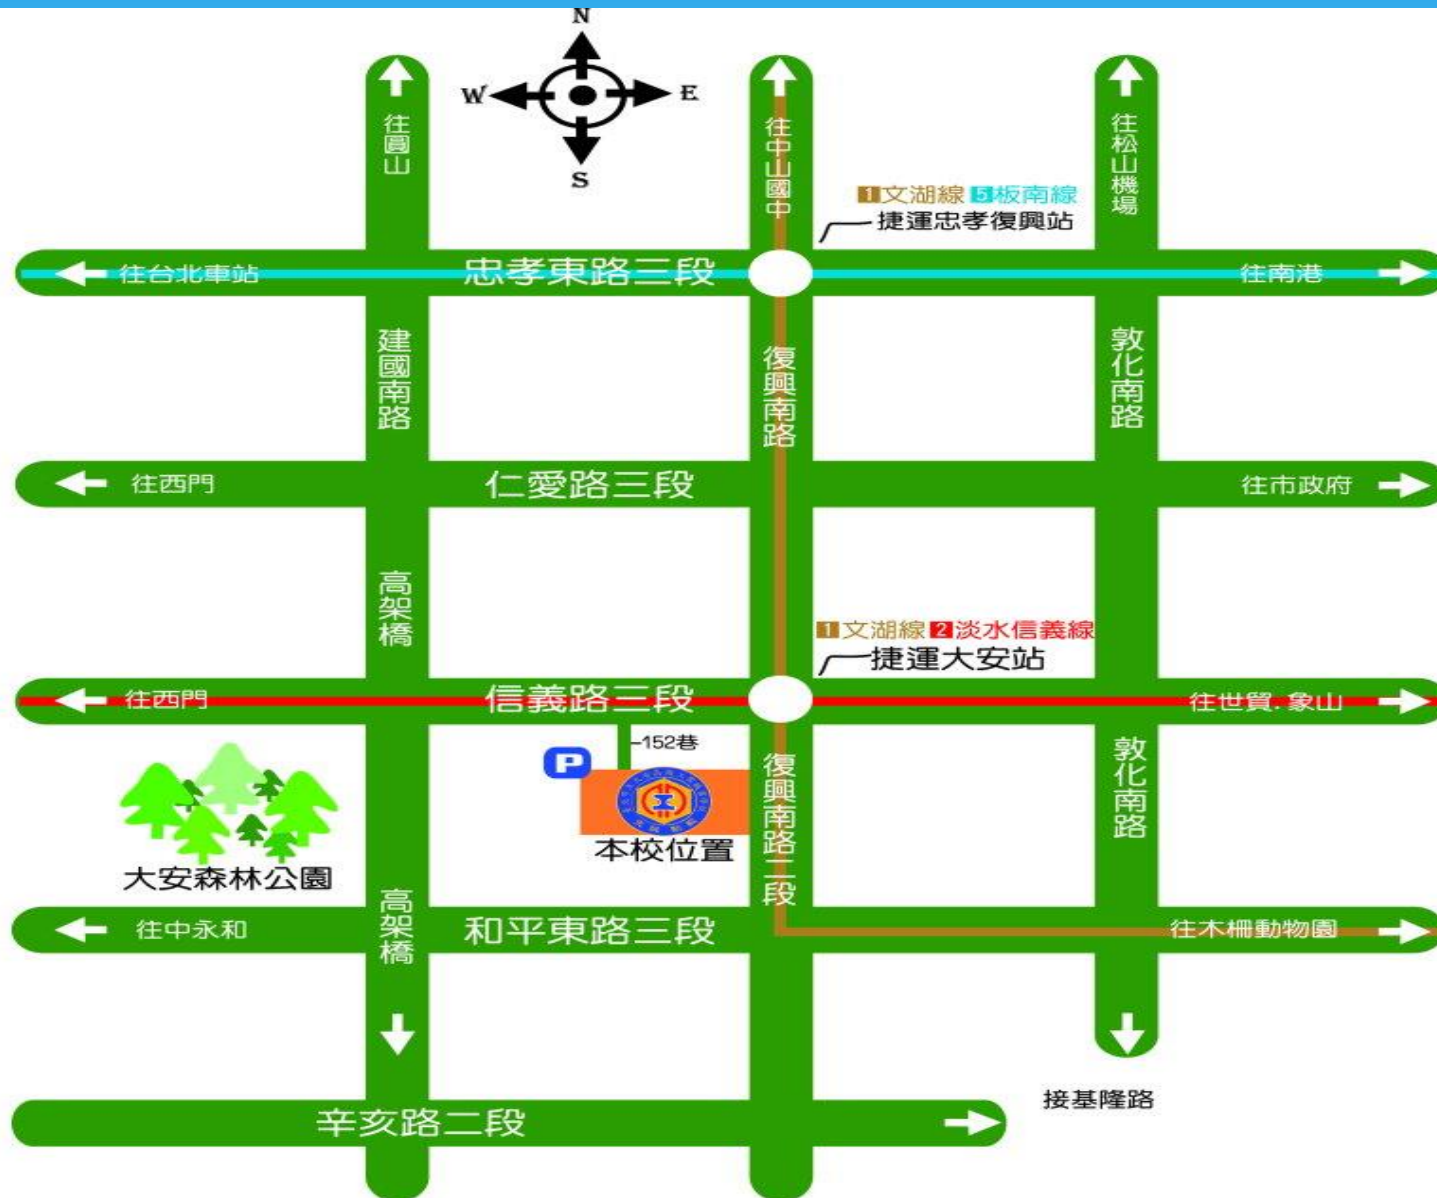 N
W E
S
往圓山
往中山國中
往松山機場
1文湖線 5板南線
捷運忠孝復興站
往台北車站
忠孝東路三段
往南港
建國南路
復興南路
敦化南路
往西門
仁愛路三段
往市政府
高架橋
1文湖線 2淡水信義線
捷運大安站
往西門
信義路三段
往世貿.象山
152巷
P
復興南路二段
敦化南路
本校位置
大安森林公園
高架橋
往中永和
和平東路三段
往木柵動物園
接基隆路
辛亥路二段